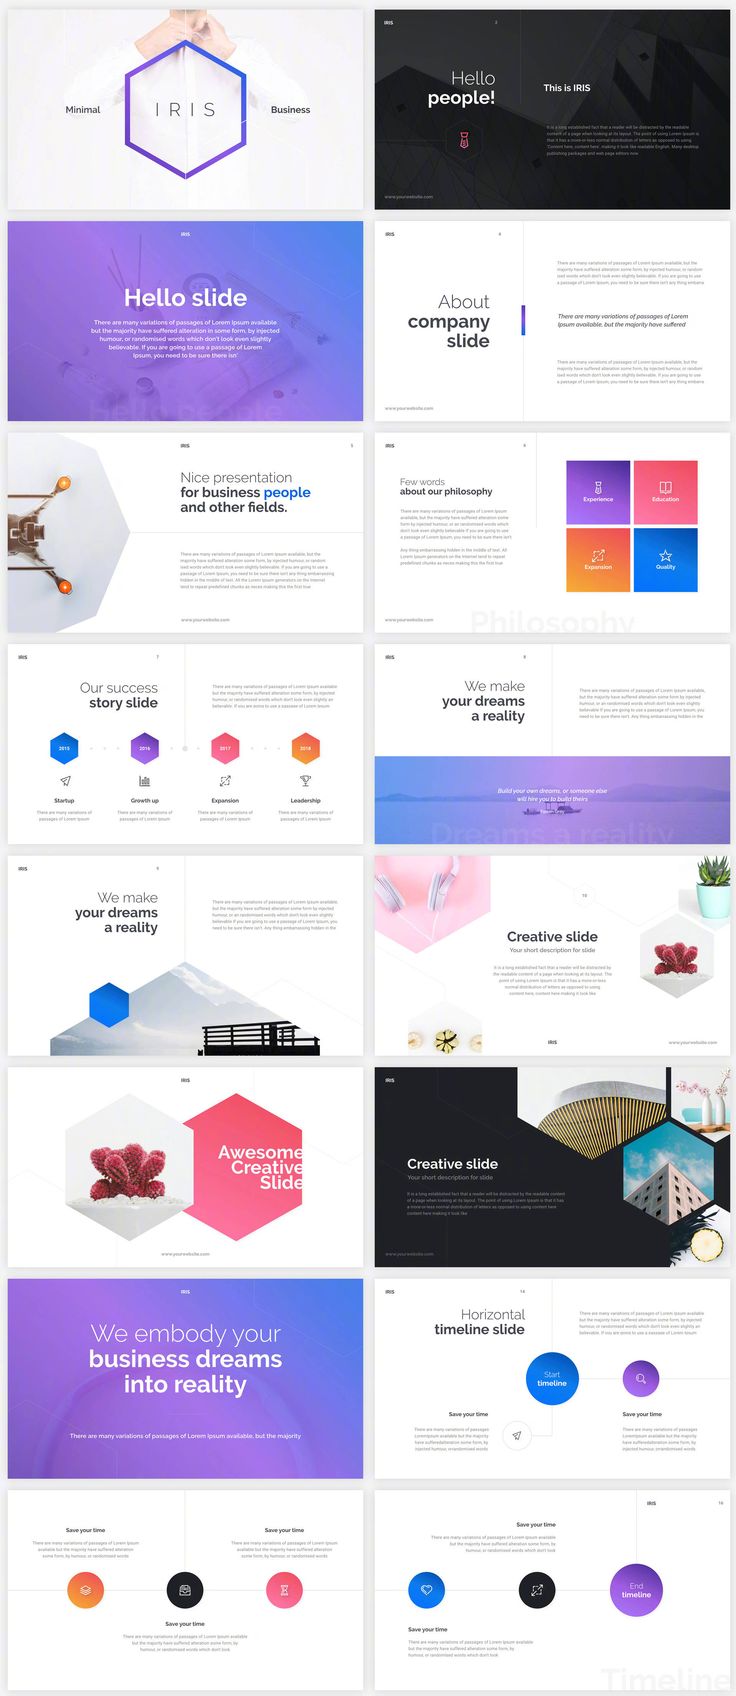 Minimal
IRIS
Business
IRIS
2
Hello
people!
This is IRIS
It is a long established fact that a reader will be distracted by the readable
content of a page when looking at its layout. The point of using Lorem Ipsum is
that it has a more-or-less normal distribution of letters as opposed to using
'Content here, content here', making it look like readable English. Many desktop
publishing packages and web page editors now
www.yourwebsite.com
IRIS
Hello slide
There are many variations of passages of Lorem Ipsum available,
but the majority have suffered alteration in some form, by injected
humour, or randomised words which don't look even slightly
believable. If you are going to use a passage of Lorem
Ipsum, you need to be sure there isn'
IRIS
4
About
company
slide
There are many variations of passages of Lorem Ipsum available, but the
majority have suffered alteration in some form, by injected humour, or random
ised words which don't look even slightly believable. If you are going to use a
passage of Lorem Ipsum, you need to be sure there isn't any thing embarra
There are many variations of passages of Lorem
Ipsum available, but the majority have suffered
There are many variations of passages of Lorem Ipsum available, but the
majority have suffered alteration in some form, by injected humour, or random
ised words which don't look even slightly believable. If you are going to use a
passage of Lorem Ipsum, you need to be sure there isn't any thing embarra
www.yourwebsite.com
IRIS
5
Nice presentation
for business people
and other fields.
There are many variations of passages of Lorem Ipsum available, but the
majority have suffered alteration in some form, by injected humour, or random
ised words which don't look even slightly believable. If you are going to use a
passage of Lorem Ipsum, you need to be sure there isn't any thing embarrassing
hidden in the middle of text. All the Lorem Ipsum generators on the Internet
tend to repeat predefined chunks as neces making this the first true
www.yourwebsite.com
IRIS
6
Few words
about our philosophy
There are many variations of passages of Lorem Ipsum
available, but the majority have suffered alteration in some
form, by injected humour, or an randomised words which
don't look even slightly believable. If you are going to use
a passage of Lorem Ipsum, you need to be sure there isn't
Any thing embarrassing hidden in the middle of text. All
Lorem Ipsum generators on the Internet tend to repeat
predefined chunks as neces making this the first true
Experience
Education
Expansion
Quality
Philosophy
www.yourwebsite.com
IRIS
7
Our success
story slide
There are many variations of passages of Lorem Ipsum available, but
the majority have suffered alteration in some form, by injected
humour, or randomised words which don't look even slightly
believable. If you are going to use a passage of Lorem Ipsum
2015
2016
2017
2018
Startup
Growth up
Expansion
Leadership
There are many variations of
passages of Lorem Ipsum
There are many variations of
passages of Lorem Ipsum
There are many variations of
passages of Lorem Ipsum
There are many variations of
passages of Lorem Ipsum
IRIS
8
We make
your dreams
a reality
There are many variations of passages of Lorem Ipsum available, but
the majority have suffered alteration in some form, by injected
humour, or randomised words which don't look even slightly
believable. If you are going to use a passage of Lorem Ipsum, you
need to be sure there isn't. Any thing embarrassing hidden in the
Build your own dreams, or someone else
will hire you to build theirs
Dreams a reality
IRIS
9
We make
your dreams
a reality
There are many variations of passages of Lorem Ipsum available, but
the majority have suffered alteration in some form, by injected
humour, or randomised words which don't look even slightly
believable. If you are going to use a passage of Lorem Ipsum, you
need to be sure there isn't. Any thing embarrassing hidden in the
10
Creative slide
Your short description for slide
It is a long established fact that a reader will be distracted by
the readable content of a page when looking at its layout. The
point of using Lorem Ipsum is that it has a more-or-less
normal distribution of letters as opposed to using
content here, content here making it look like
IRIS
www.yourwebsite.com
IRIS
Awesome
Creative
Slide
www.yourwebsite.com
Creative slide
Your short description for slide
It is a long established fact that a reader will be distracted by the readable content
of a page when looking at its layout. The point of using Lorem Ipsum is that it has
a more-or-less normal distribution of letters as opposed to using content here
content here making it look like
www.yourwebsite.com
IRIS
We embody your
business dreams
into reality
There are many variations of passages of Lorem Ipsum available, but the majority
IRIS
14
Horizontal
timeline slide
There are many variations of passages of Lorem Ipsum available, but the
majority have suffered alteration in some form, by injected humour, or
randomised words which don't look even slightly believable
Start
timeline
Save your time
There are many variations of passages
Loremipsum available but the majority
have sufferedalteration in some form, by
injected humour, orrandomised words
Save your time
There are many variations of passages
Loremipsum available but the majority
have sufferedalteration in some form, by
injected humour, orrandomised words
Save your time
There are many variations of passages of Lorem Ipsum
available but the majority have suffered alteration
some form, by humour, or randomised words
Save your time
There are many variations of passages of Lorem Ipsum
available but the majority have suffered alteration in
some form, by humour, or randomised words
Save your time
There are many variations of passages of Lorem Ipsum available,
but the majority have suffered alteration in some form, by
humour, or randomised words which don't look
IRIS
16
Save your time
There are many variations of passages of Lorem Ipsum available,
but the majority have suffered alteration in some form, by
humour, or randomised words which don't look
End
timeline
Save your time
There are many variations of passages of Lorem Ipsum available,
but the majority have suffered alteration in some form, by
humour, or randomised words which don't look
Timeline